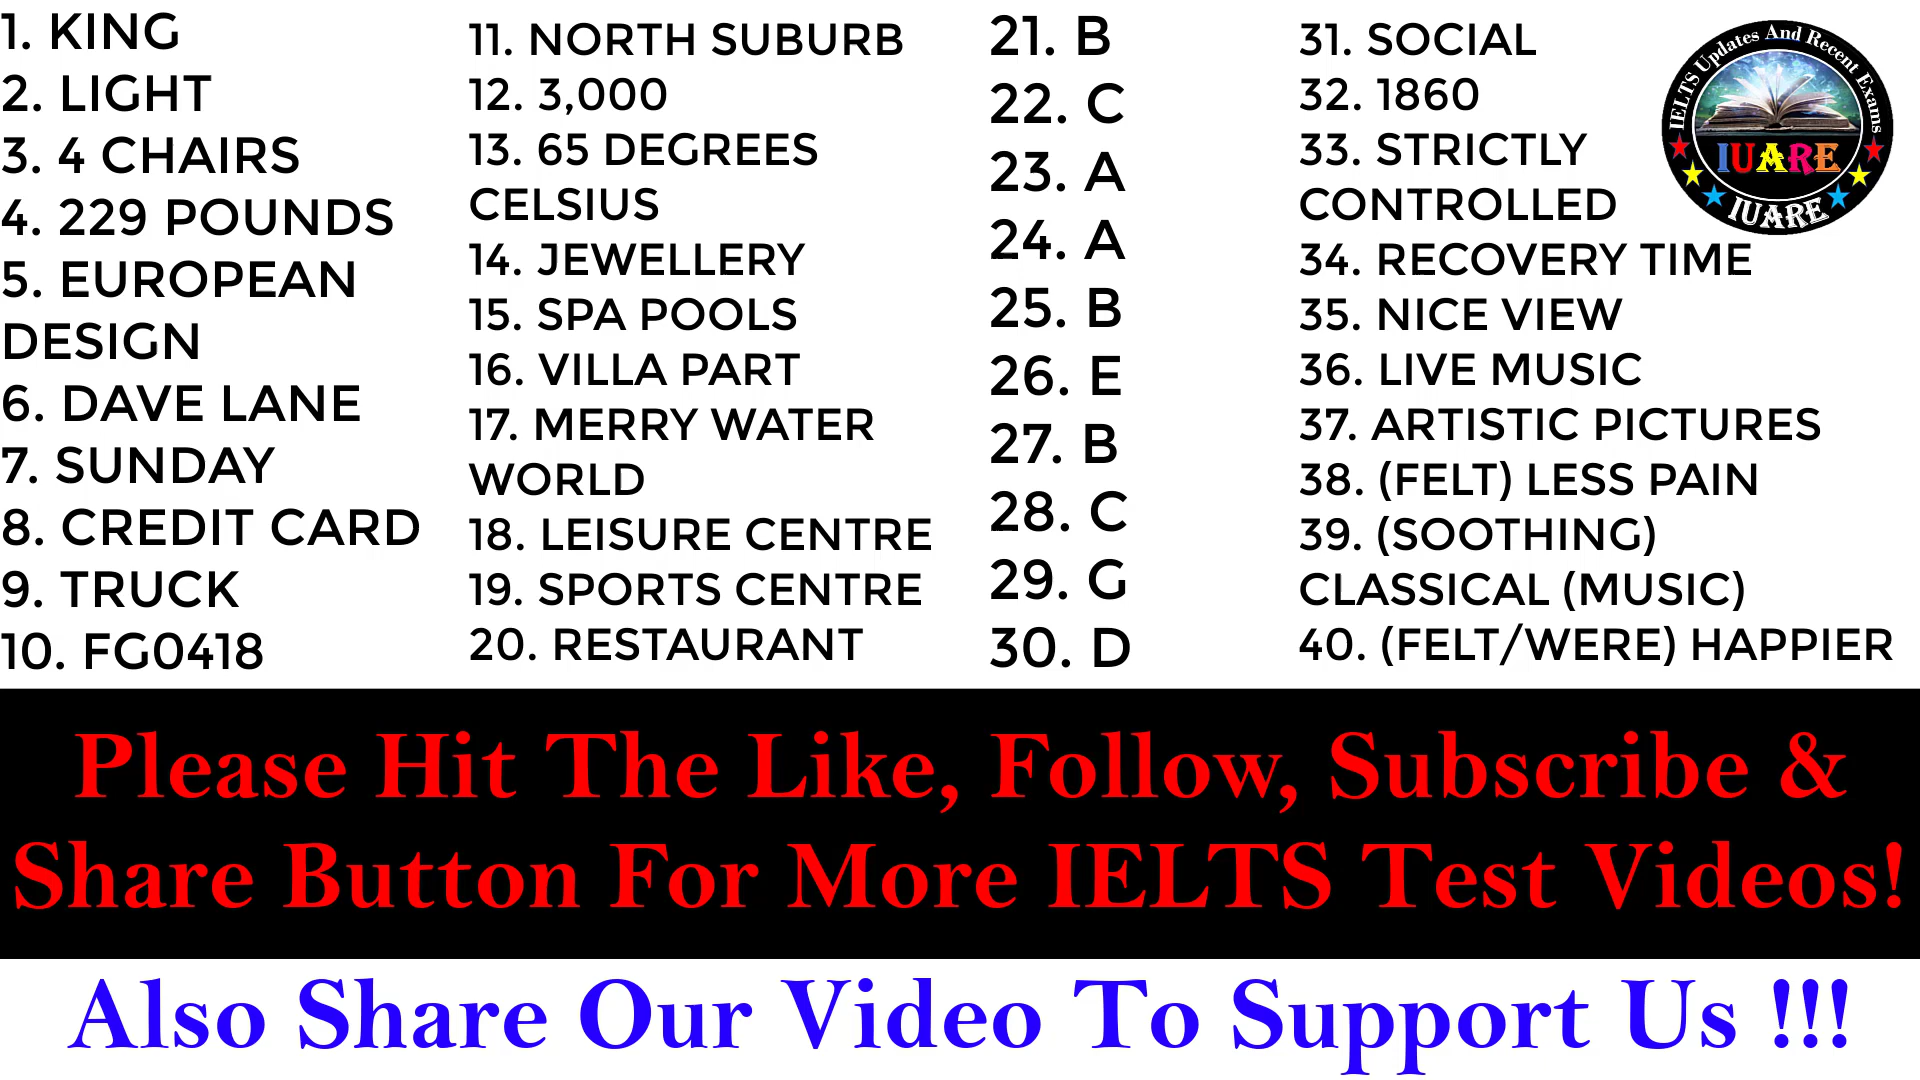 1. KING
2. LIGHT
3. 4 CHAIRS
4. 229 POUNDS
5. EUROPEAN
DESIGN
6. DAVE LANE
7. SUNDAY
8. CREDIT CARD
9. TRUCK
10. FG0418
11. NORTH SUBURB
12. 3,000
13. 65 DEGREES
CELSIUS
14. JEWELLERY
15. SPA POOLS
16. VILLA PART
17. MERRY WATER
WORLD
18. LEISURE CENTRE
19. SPORTS CENTRE
20. RESTAURANT
21. B
22. C
23. A
24. A
25. B
26. E
27. B
28. C
29. G
30. D
31. SOCIAL
32. 1860
33. STRICTLY
CONTROLLED
34. RECOVERY TIME
35. NICE VIEW
36. LIVE MUSIC
37. ARTISTIC PICTURES
38. (FELT) LESS PAIN
39. (SOOTHING)
CLASSICAL (MUSIC)
40. (FELT/WERE) HAPPIER
IELTS Updates And Recent Exams
IUARE
IUARE
Please Hit The Like, Follow, Subscribe &
Share Button For More IELTS Test Videos!
Also Share Our Video To Support Us !!!